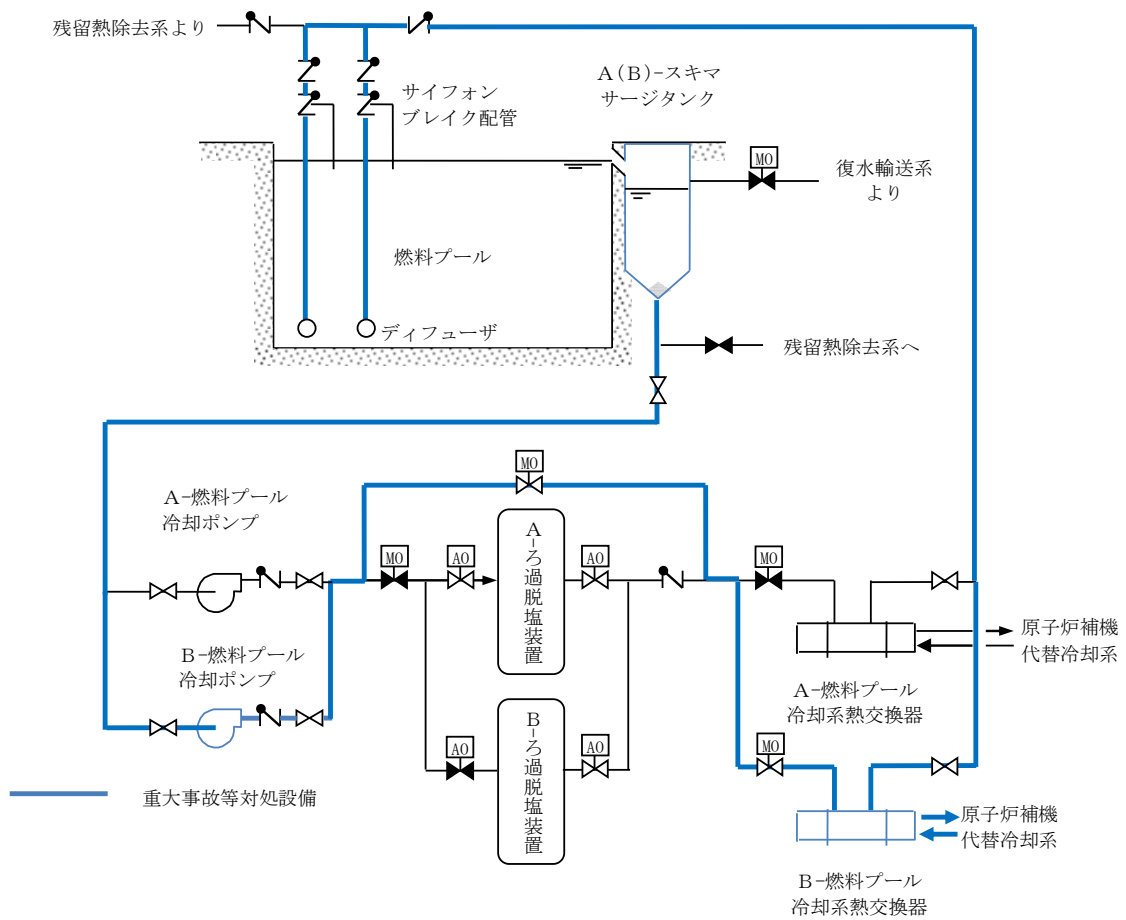 残留熱除去系より
A(B)-スキマ
サージタンク
サイフォン
ブレイク配管
MO
復水輸送系
より
燃料プール
ディフューザ
残留熱除去系へ
MO
A-燃料プール
冷却ポンプ
MO
AO
A-ろ過脱塩装置
AO
MO
原子炉補機
代替冷却系
B-燃料プール
冷却ポンプ
A-燃料プール
冷却系熱交換器
AO
B-ろ過脱塩装置
AO
MO
重大事故等対処設備
原子炉補機
代替冷却系
B-燃料プール
冷却系熱交換器